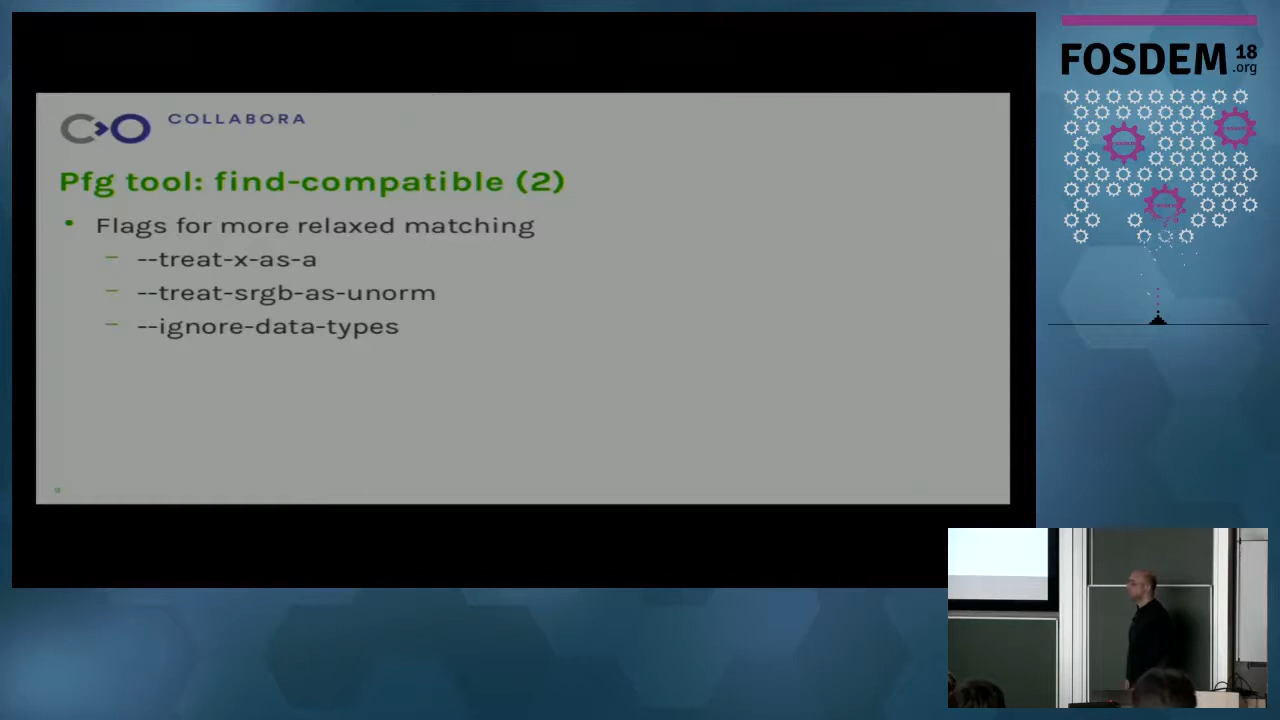 COLLABORA
Pfg tool: find-compatible (2)
• Flags for more relaxed matching
– --treat-x-as-a
– --treat-srgb-as-unorm
– --ignore-data-types
FOSDEM 18
.org